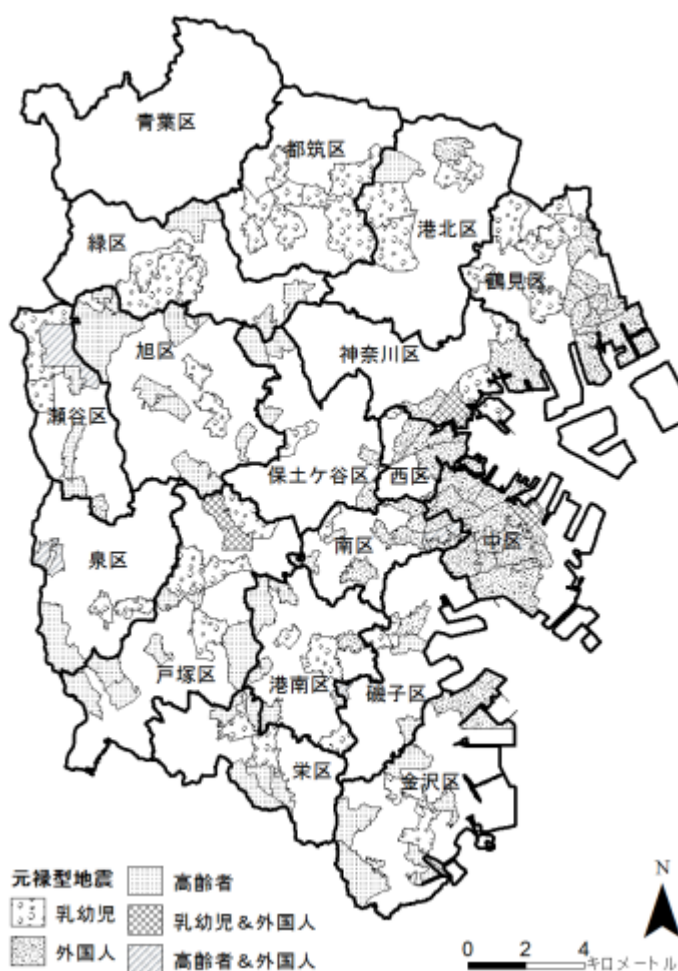 青葉区
都筑区
港北区
緑区
鶴見区
旭区
神奈川区
瀬谷区
保土ケ谷区
西区
中区
南区
泉区
戸塚区
港南区
磯子区
栄区
金沢区
元禄型地震
乳幼児
外国人
高齢者
乳幼児&外国人
高齢者&外国人
N
0 2 4
キロメートル